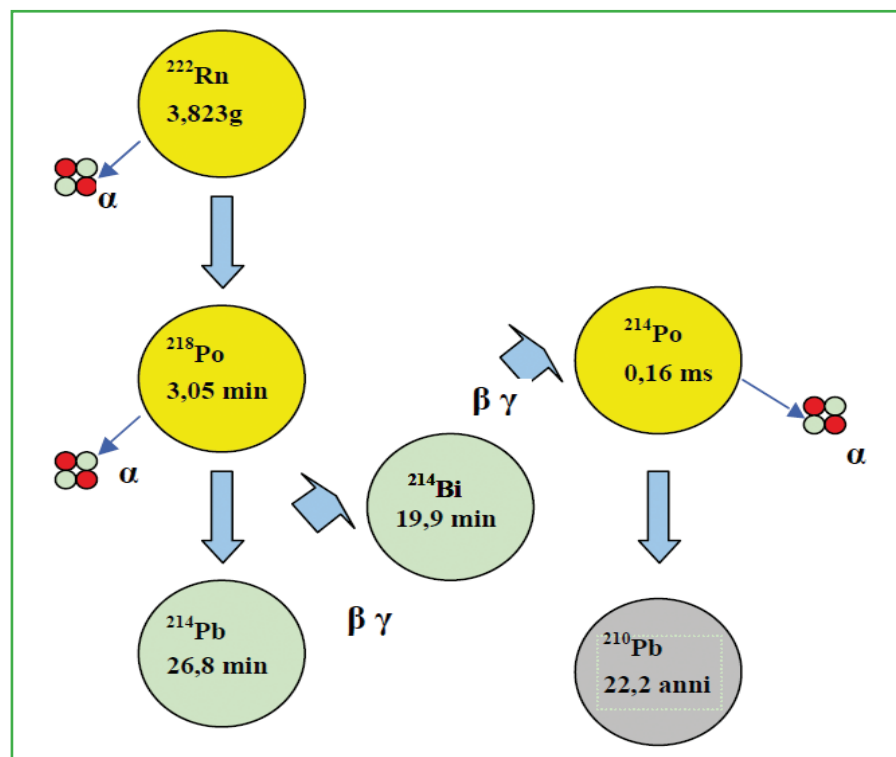 ²²²Rn
3,823g
α
²¹⁸Po
3,05 min
α
²¹⁴Pb
26,8 min
β γ
²¹⁴Bi
19,9 min
β γ
²¹⁴Po
0,16 ms
α
²¹⁰Pb
22,2 anni